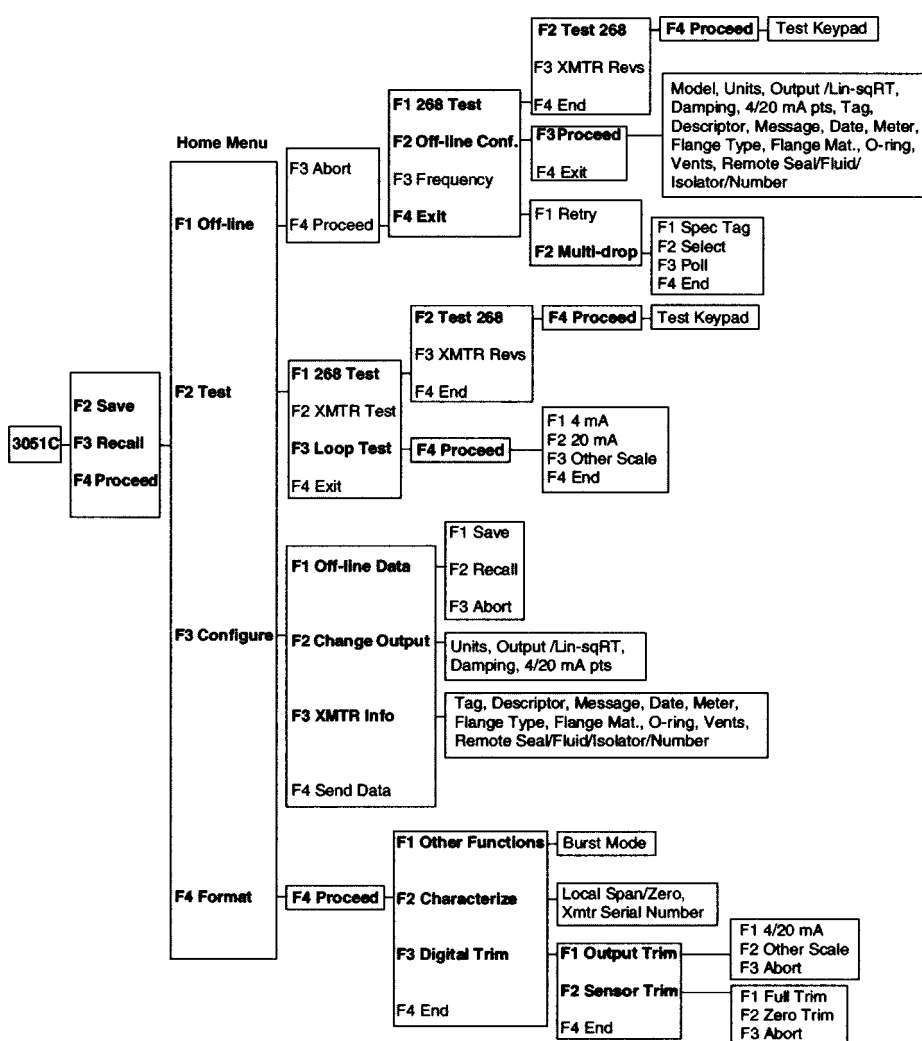 F2 Test 268
F3 XMTR Revs
F4 End
F4 Proceed
Test Keypad
F1 268 Test
F2 Off-line Conf.
F3 Frequency
F4 Exit
F3 Proceed
F4 Exit
Model, Units, Output /Lin-sqRT,
Damping, 4/20 mA pts, Tag,
Descriptor, Message, Date, Meter,
Flange Type, Flange Mat., O-ring,
Vents, Remote Seal/Fluid/
Isolator/Number
Home Menu
F3 Abort
F4 Proceed
F1 Retry
F2 Multi-drop
F1 Spec Tag
F2 Select
F3 Poll
F4 End
F1 Off-line
F2 Test
F3 Configure
F4 Format
3051C
F2 Save
F3 Recall
F4 Proceed
F2 Test 268
F3 XMTR Revs
F4 End
F4 Proceed
Test Keypad
F1 268 Test
F2 XMTR Test
F3 Loop Test
F4 Exit
F4 Proceed
F1 4 mA
F2 20 mA
F3 Other Scale
F4 End
F1 Off-line Data
F2 Change Output
F3 XMTR Info
F4 Send Data
F1 Save
F2 Recall
F3 Abort
Units, Output /Lin-sqRT,
Damping, 4/20 mA pts
Tag, Descriptor, Message, Date, Meter,
Flange Type, Flange Mat., O-ring, Vents,
Remote Seal/Fluid/Isolator/Number
F4 Proceed
F1 Other Functions
F2 Characterize
F3 Digital Trim
F4 End
Burst Mode
Local Span/Zero,
Xmtr Serial Number
F1 Output Trim
F2 Sensor Trim
F4 End
F1 4/20 mA
F2 Other Scale
F3 Abort
F1 Full Trim
F2 Zero Trim
F3 Abort